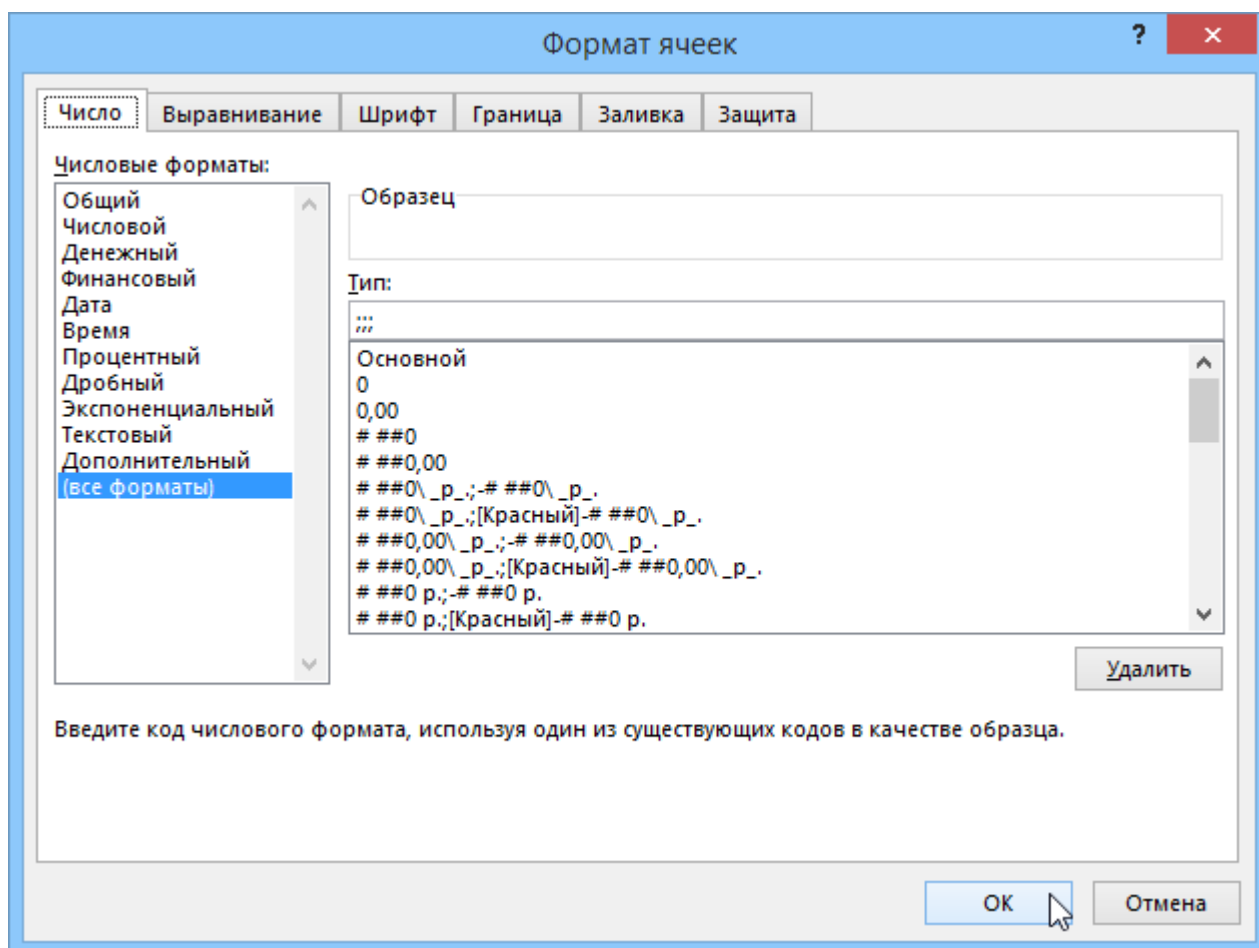 Формат ячеек
?
Число Выравнивание Шрифт Граница Заливка Защита
Числовые форматы:
Общий
Числовой
Денежный
Финансовый
Дата
Время
Процентный
Дробный
Экспоненциальный
Текстовый
Дополнительный
(все форматы)
Образец
Тип:
;;;
Основной
0
0,00
# ##0
# ##0,00
# ##0\ _р_.;-# ##0\ _р_.
# ##0\ _р_.;[Красный]-# ##0\ _р_.
# ##0,00\ _р_.;-# ##0,00\ _р_.
# ##0,00\ _р_.;[Красный]-# ##0,00\ _р_.
# ##0 р.;-# ##0 р.
# ##0 р.;[Красный]-# ##0 р.
Удалить
Введите код числового формата, используя один из существующих кодов в качестве образца.
ОК Отмена